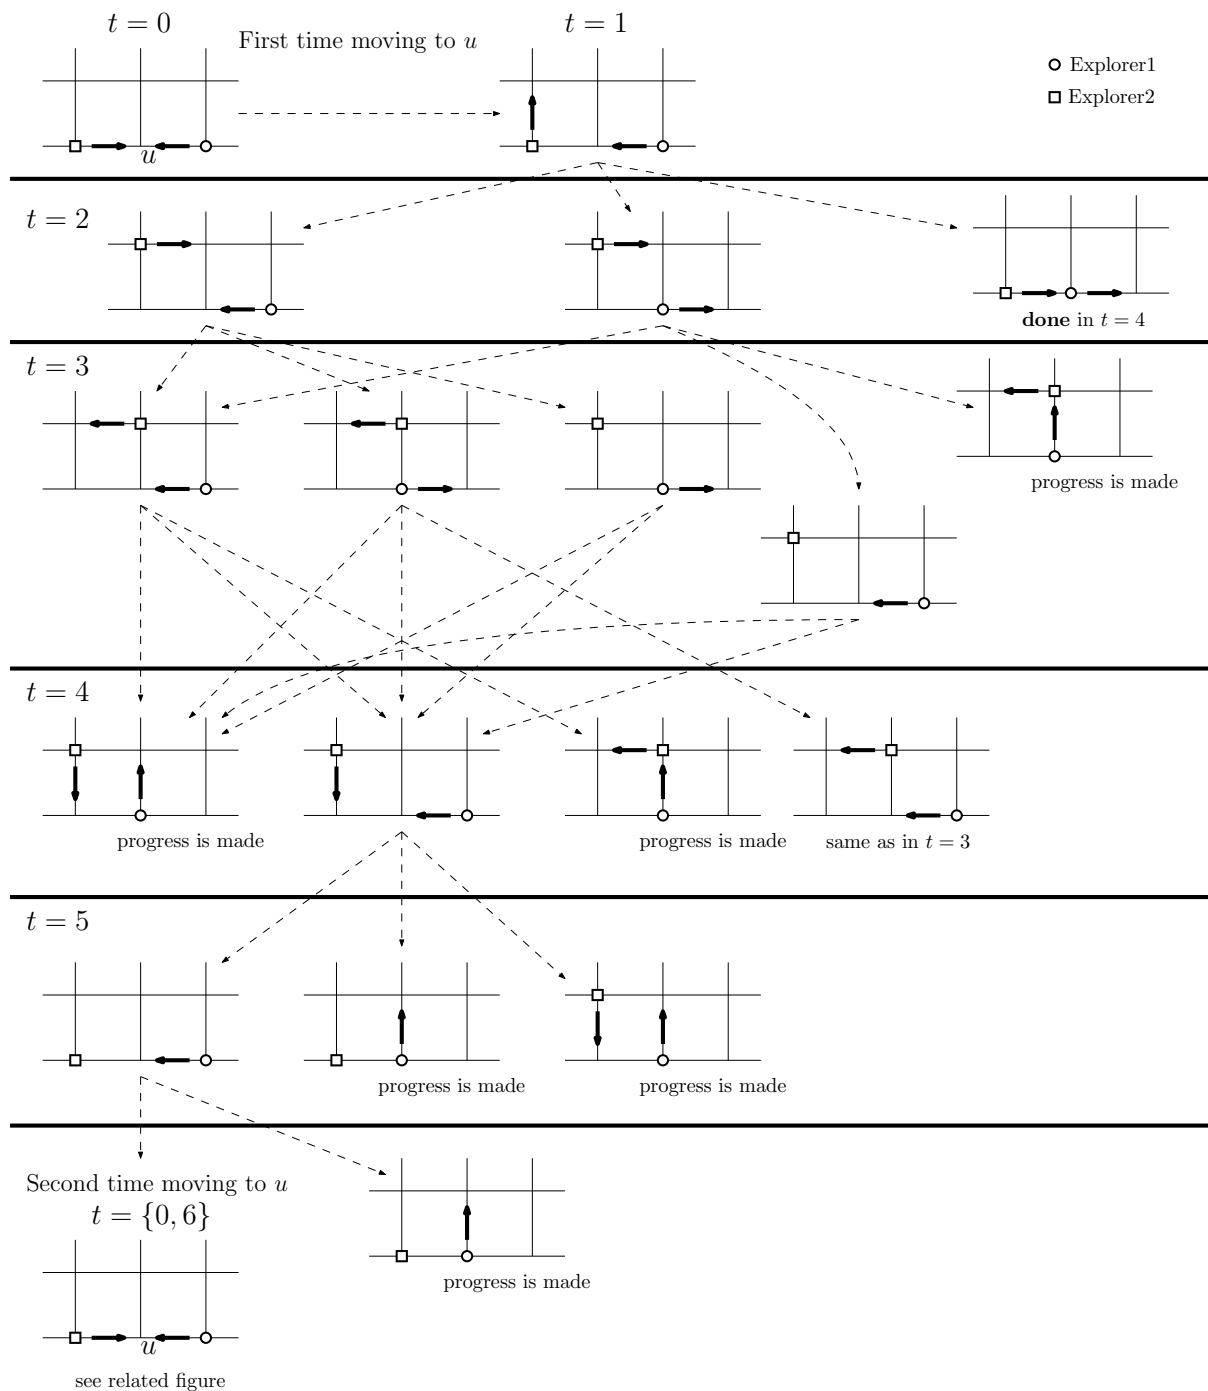 t = 0
First time moving to u
t = 1
Explorer1
Explorer2
u
t = 2
done in t = 4
t = 3
progress is made
t = 4
progress is made
progress is made
same as in t = 3
t = 5
progress is made
progress is made
Second time moving to u
t = {0, 6}
progress is made
u
see related figure